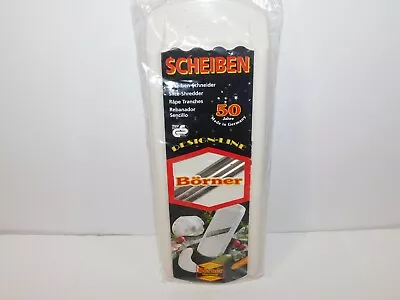 SCHEIBEN
Slice-Shredder
Râpe Tranches
Rebanador
Sencillo
50
Jahre
Made in Germany
DESIGN-LINE
Börner